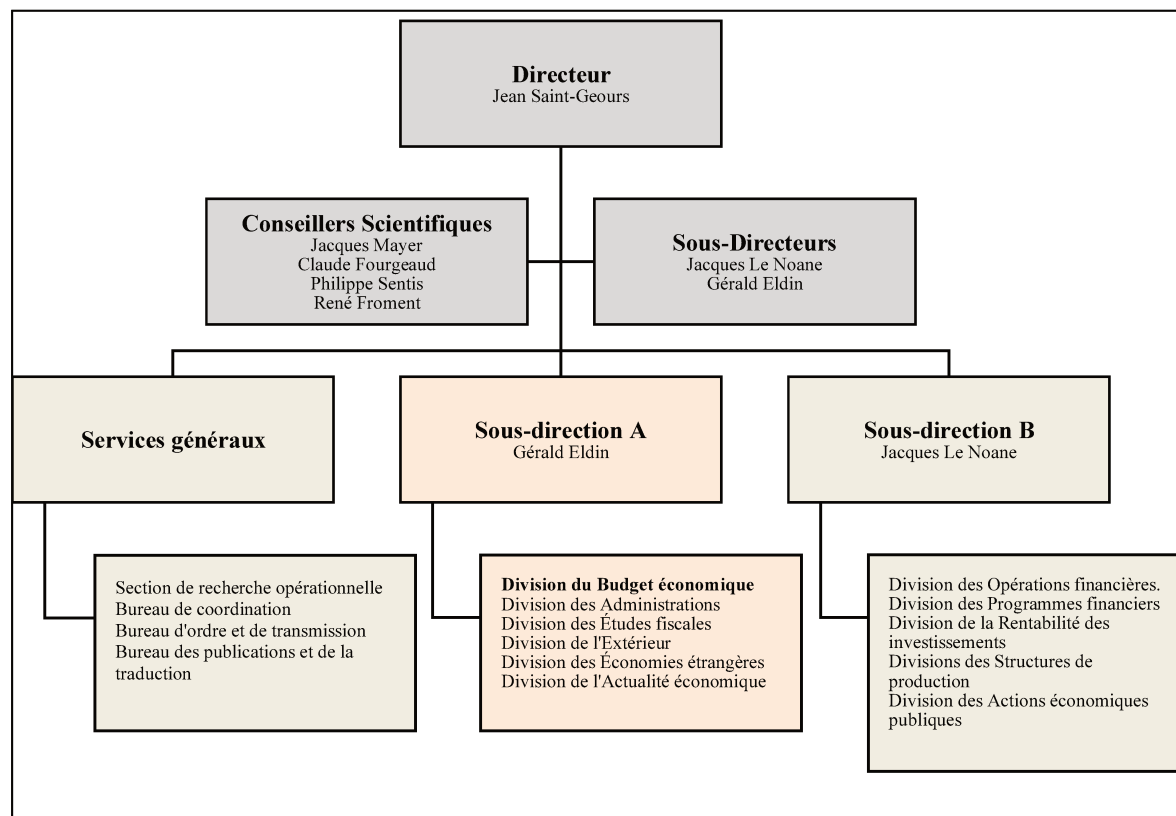 Directeur
Jean Saint-Geours
Conseillers Scientifiques
Jacques Mayer
Claude Fourgeaud
Philippe Sentis
René Froment
Sous-Directeurs
Jacques Le Noane
Gérald Eldin
Services généraux
Sous-direction A
Gérald Eldin
Sous-direction B
Jacques Le Noane
Section de recherche opérationnelle
Bureau de coordination
Bureau d'ordre et de transmission
Bureau des publications et de la
traduction
Division du Budget économique
Division des Administrations
Division des Études fiscales
Division de l'Extérieur
Division des Économies étrangères
Division de l'Actualité économique
Division des Opérations financières.
Division des Programmes financiers
Division de la Rentabilité des
investissements
Divisions des Structures de
production
Division des Actions économiques
publiques